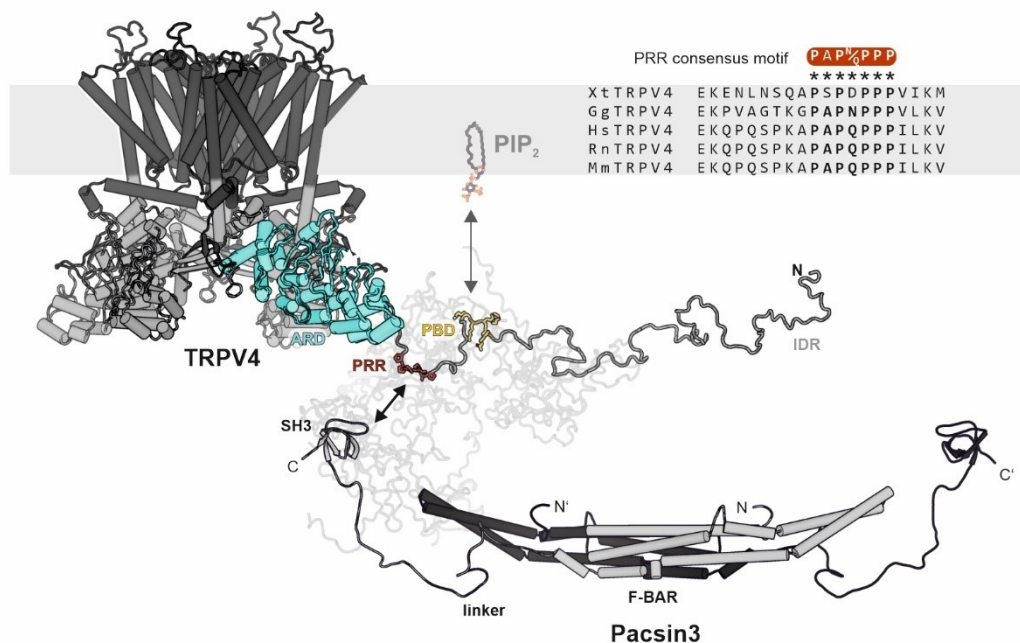 PRR consensus motif PAPN/QPPP
*******
XtTRPV4 EKENLNSQAPSPDPPPVIKM
GgTRPV4 EKPVAGTKGPAPNPPPVLKV
HsTRPV4 EKQPQSPKAPAPQPPPILKV
RnTRPV4 EKQPQSPKAPAPQPPPILKV
MmTRPV4 EKQPQSPKAPAPQPPPILKV
PIP2
N
PBD
IDR
ARD
TRPV4
PRR
SH3
C
C'
N'
N
linker
F-BAR
Pacsin3